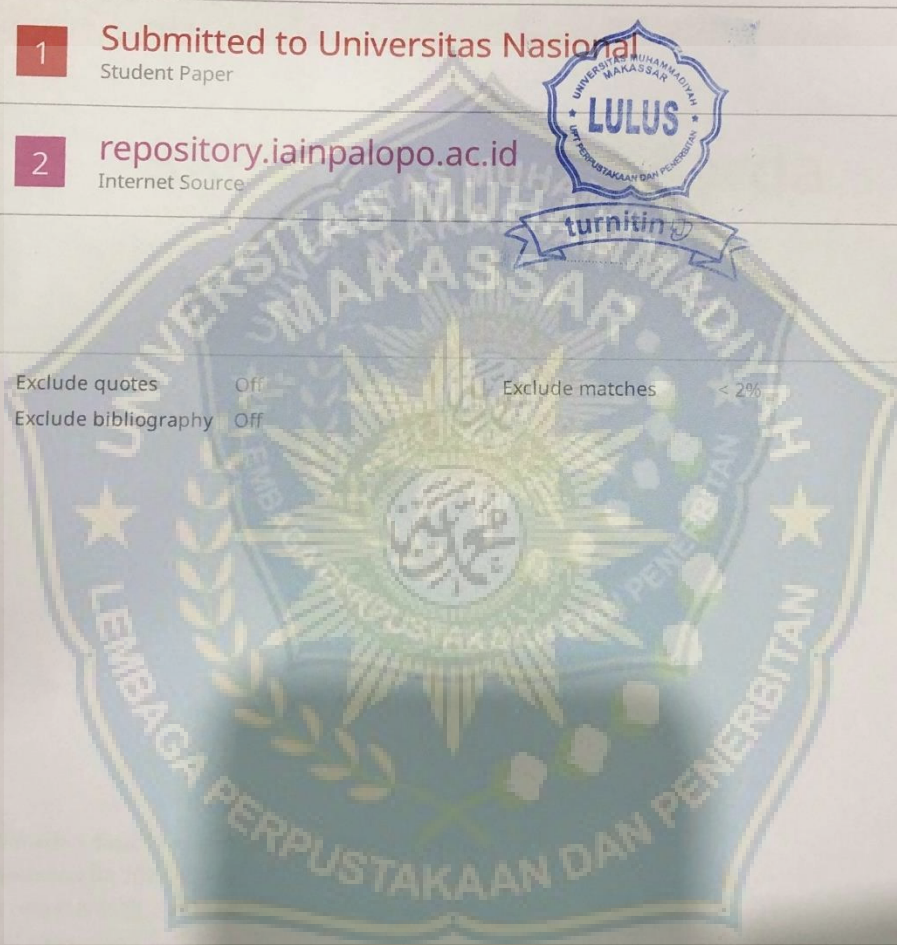 1 Submitted to Universitas Nasional
Student Paper
2 repository.iainpalopo.ac.id
Internet Source
UNIVERSITAS MUHAMMADIYAH
MAKASSAR
LULUS
UPT PERPUSTAKAAN DAN PENERBITAN
turnitin
Exclude quotes Off
Exclude matches < 2%
Exclude bibliography Off
UNIVERSITAS MUHAMMADIYAH
MAKASSAR
LEMBAGA PERPUSTAKAAN DAN PENERBITAN